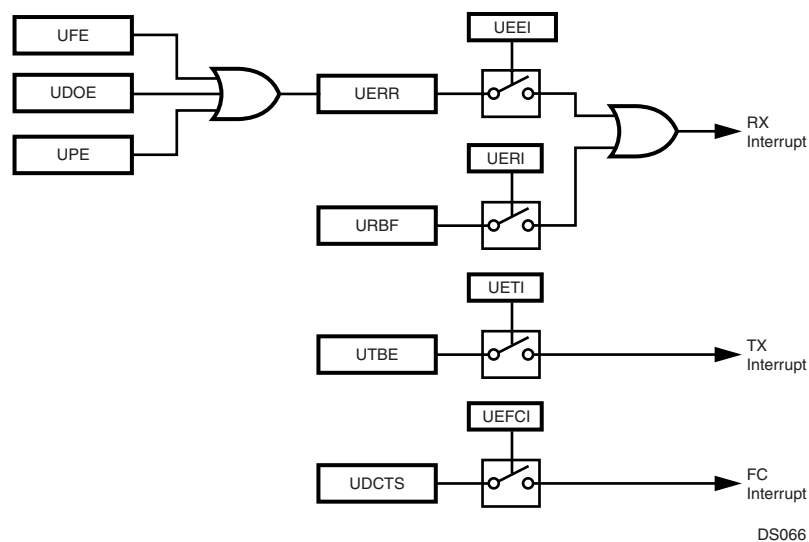 UFE
UEEI
UDOE
UERR
RX
Interrupt
UPE
UERI
URBF
UETI
UTBE
TX
Interrupt
UEFCI
UDCTS
FC
Interrupt
DS066